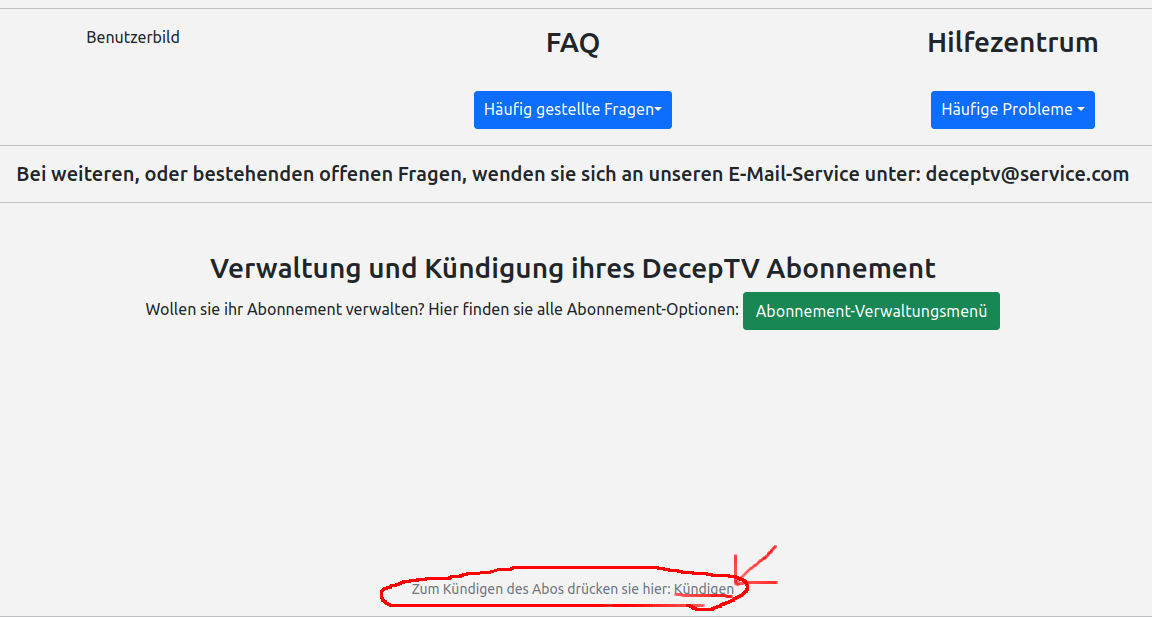 Benutzerbild
FAQ
Hilfezentrum
Häufig gestellte Fragen
Häufige Probleme
Bei weiteren, oder bestehenden offenen Fragen, wenden sie sich an unseren E-Mail-Service unter: deceptv@service.com
Verwaltung und Kündigung ihres DecepTV Abonnement
Wollen sie ihr Abonnement verwalten? Hier finden sie alle Abonnement-Optionen: Abonnement-Verwaltungsmenü
Zum Kündigen des Abos drücken sie hier: Kündigen